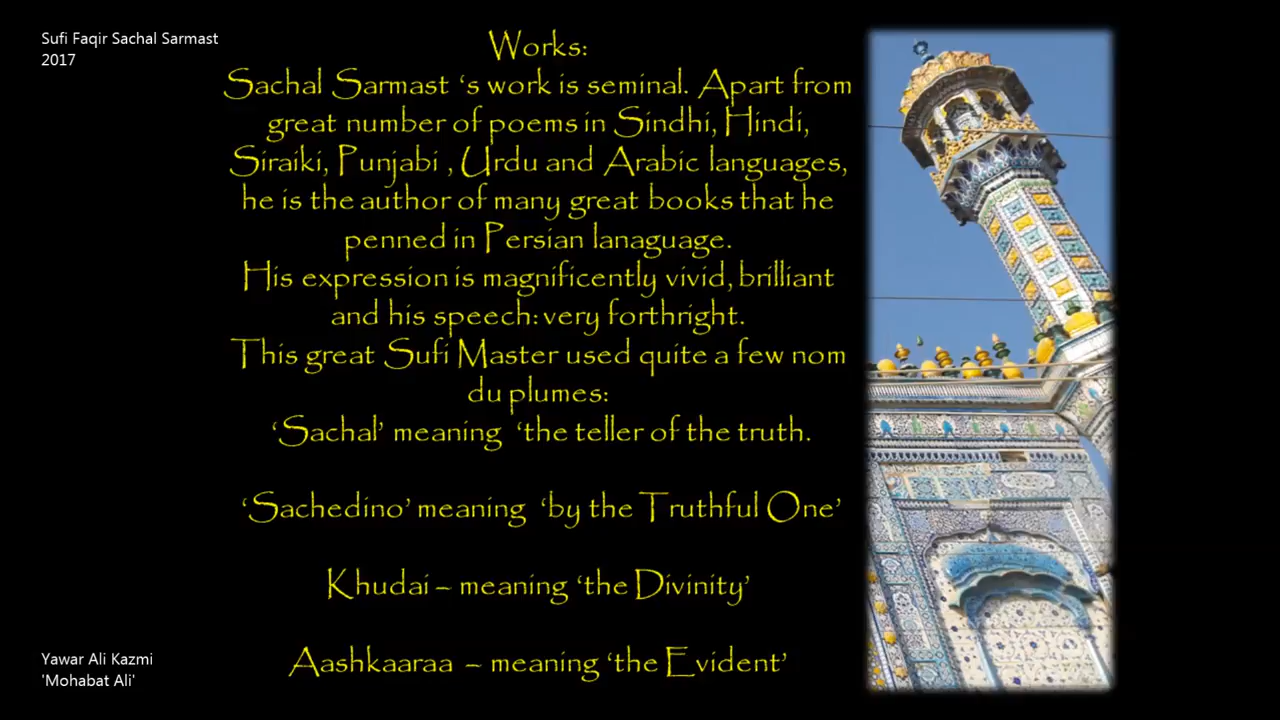 Sufi Faqir Sachal Sarmast
2017
Works:
Sachal Sarmast ‘s work is seminal. Apart from
great number of poems in Sindhi, Hindi,
Siraiki, Punjabi , Urdu and Arabic languages,
he is the author of many great books that he
penned in Persian lanaguage.
His expression is magnificently vivid, brilliant
and his speech: very forthright.
This great Sufi Master used quite a few nom
du plumes:
‘Sachal’ meaning ‘the teller of the truth.
‘Sachedino’ meaning ‘by the Truthful One’
Khudai – meaning ‘the Divinity’
Aashkaaraa – meaning ‘the Evident’
Yawar Ali Kazmi
'Mohabat Ali'